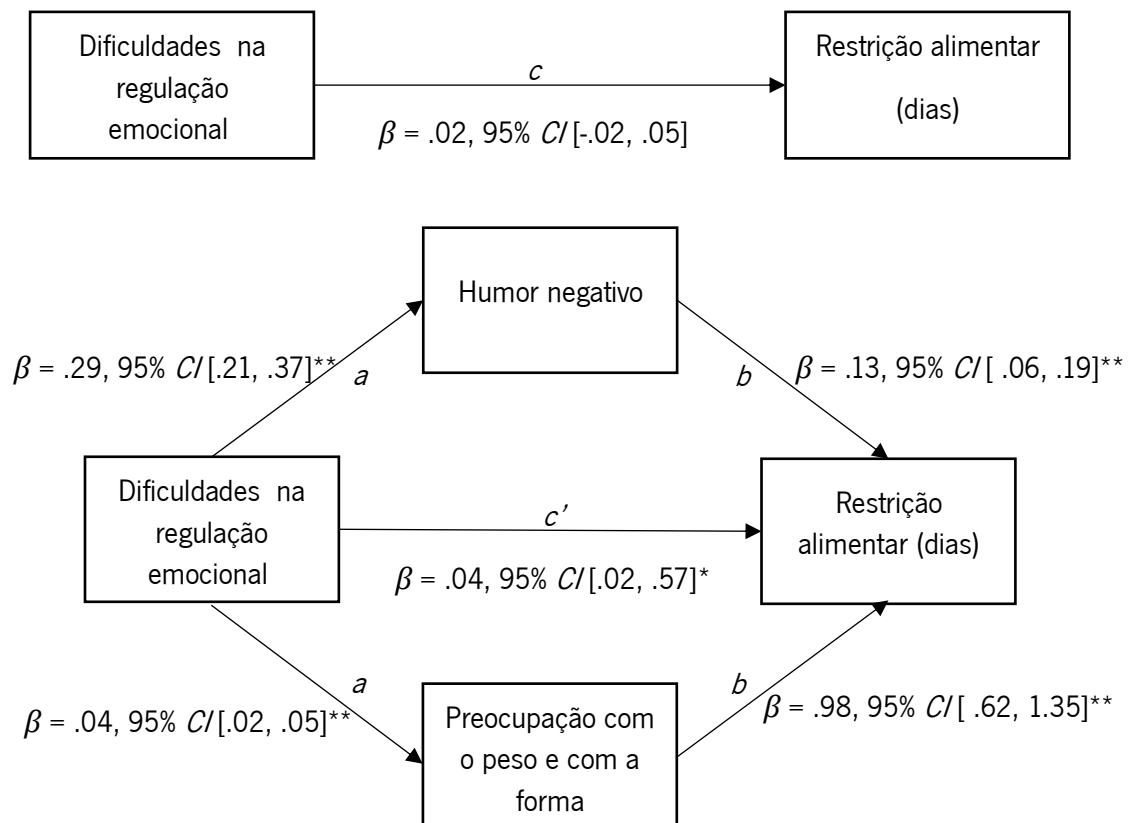 Dificuldades na
regulação
emocional
c
β = .02, 95% CI [-.02, .05]
Restrição alimentar
(dias)
Humor negativo
β = .29, 95% CI [.21, .37]**
a
b
β = .13, 95% CI [ .06, .19]**
Dificuldades na
regulação
emocional
c’
β = .04, 95% CI [.02, .57]*
Restrição
alimentar (dias)
a
β = .04, 95% CI [.02, .05]**
b
β = .98, 95% CI [ .62, 1.35]**
Preocupação com
o peso e com a
forma